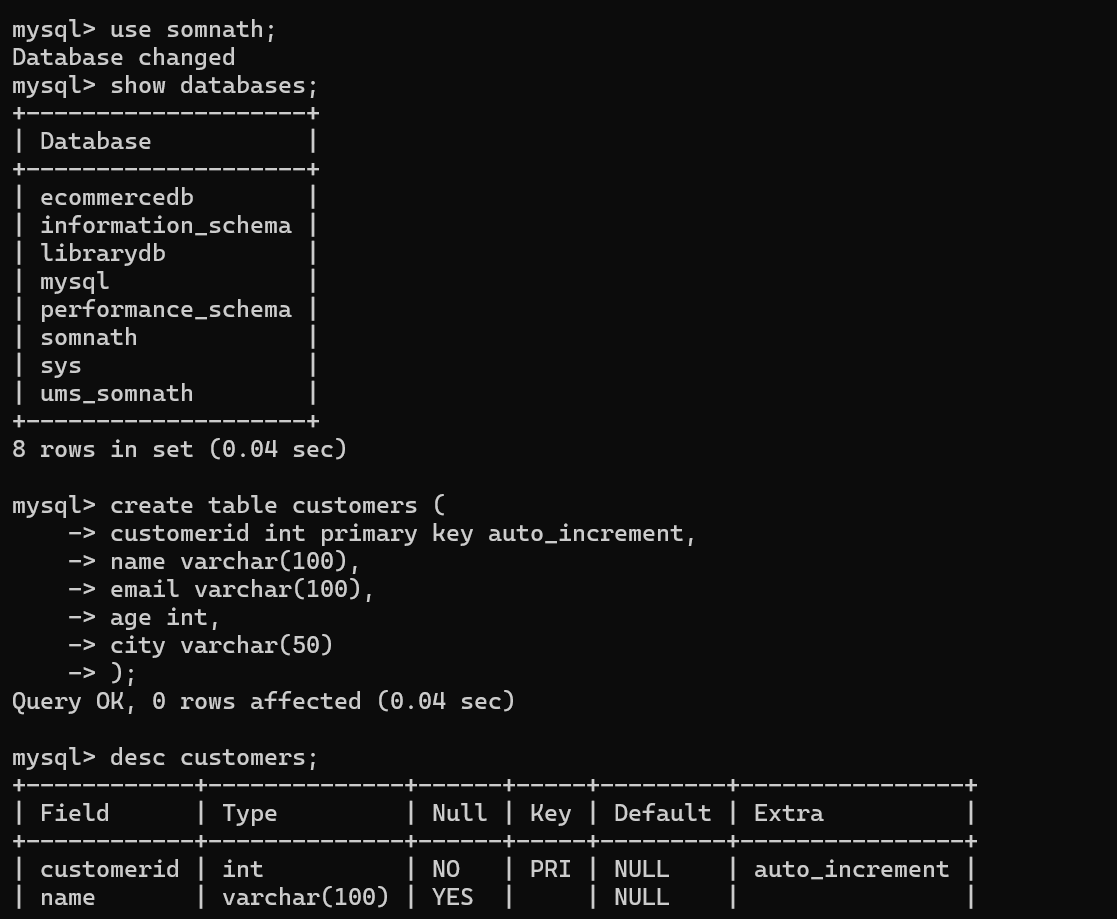 mysql> use somnath;
Database changed
mysql> show databases;
+--------------------+
| Database           |
+--------------------+
| ecommercedb        |
| information_schema |
| librarydb          |
| mysql              |
| performance_schema |
| somnath            |
| sys                |
| ums_somnath        |
+--------------------+
8 rows in set (0.04 sec)

mysql> create table customers (
    -> customerid int primary key auto_increment,
    -> name varchar(100),
    -> email varchar(100),
    -> age int,
    -> city varchar(50)
    -> );
Query OK, 0 rows affected (0.04 sec)

mysql> desc customers;
+------------+--------------+------+-----+---------+----------------+
| Field      | Type         | Null | Key | Default | Extra          |
+------------+--------------+------+-----+---------+----------------+
| customerid | int          | NO   | PRI | NULL    | auto_increment |
| name       | varchar(100) | YES  |     | NULL    |                |